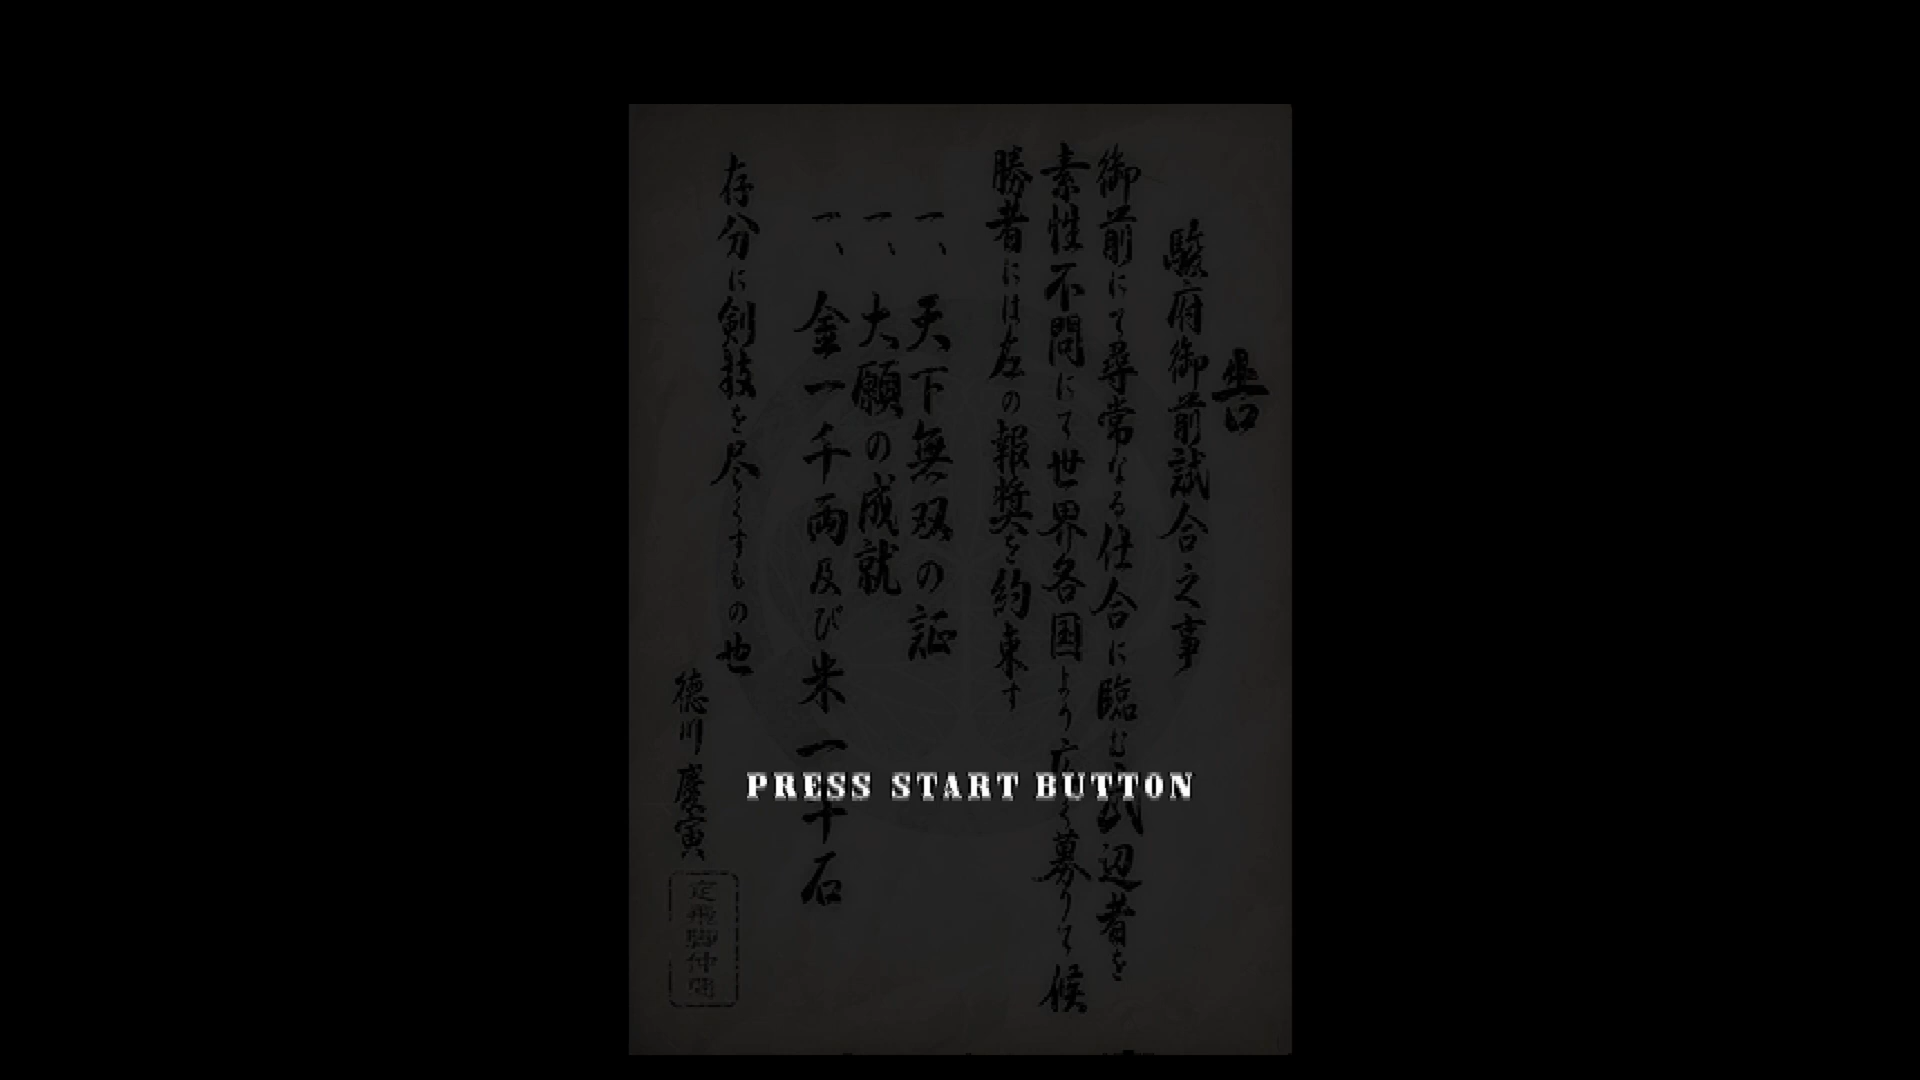 告
駿府御前試合之事
御前にて尋常なる仕合に臨む武辺者を
素性不問にて世界各国より広く募りて候
勝者には左の報奨を約束す
一、天下無双の証
一、大願の成就
一、金一千両及び米一千石
存分に剣技を尽くすもの也
徳川慶寅
定飛脚仲間
PRESS START BUTTON